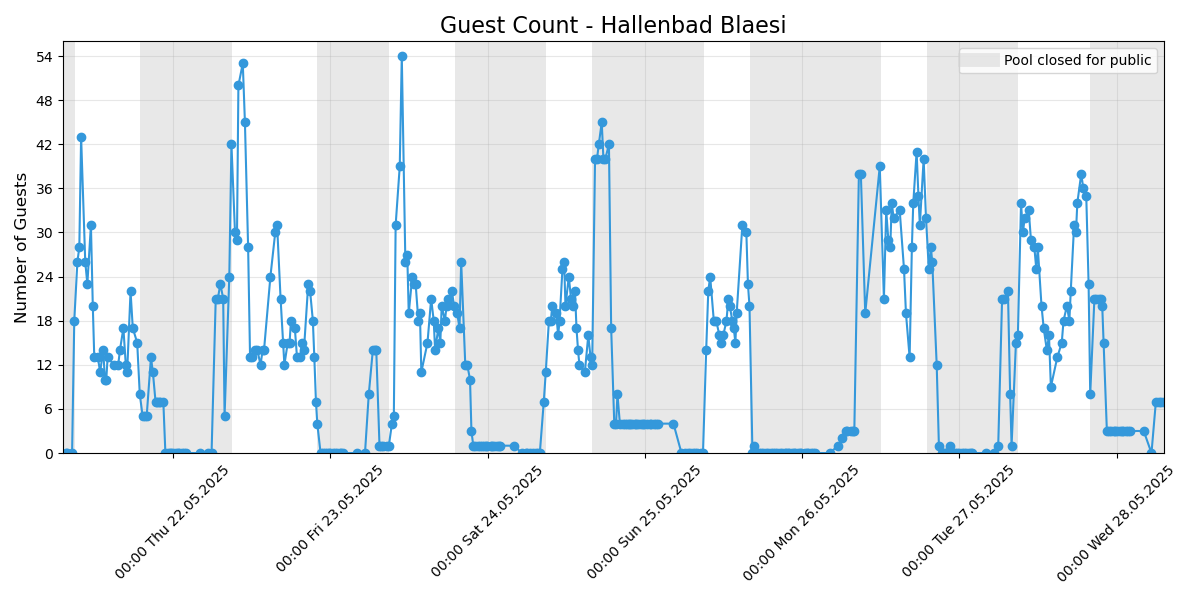 Guest Count - Hallenbad Blaesi
Pool closed for public
Number of Guests
54
48
42
36
30
24
18
12
6
0
00:00 Thu 22.05.2025
00:00 Fri 23.05.2025
00:00 Sat 24.05.2025
00:00 Sun 25.05.2025
00:00 Mon 26.05.2025
00:00 Tue 27.05.2025
00:00 Wed 28.05.2025